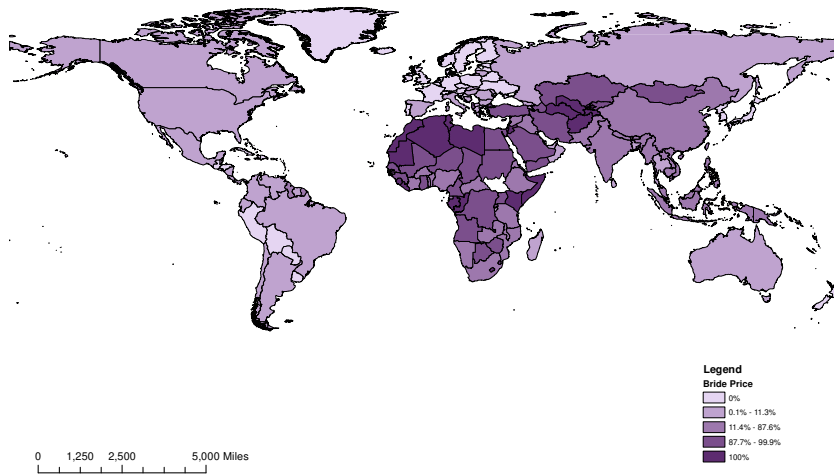 Legend
Bride Price
0%
0.1% - 11.3%
11.4% - 87.6%
87.7% - 99.9%
100%
0 1,250 2,500 5,000 Miles